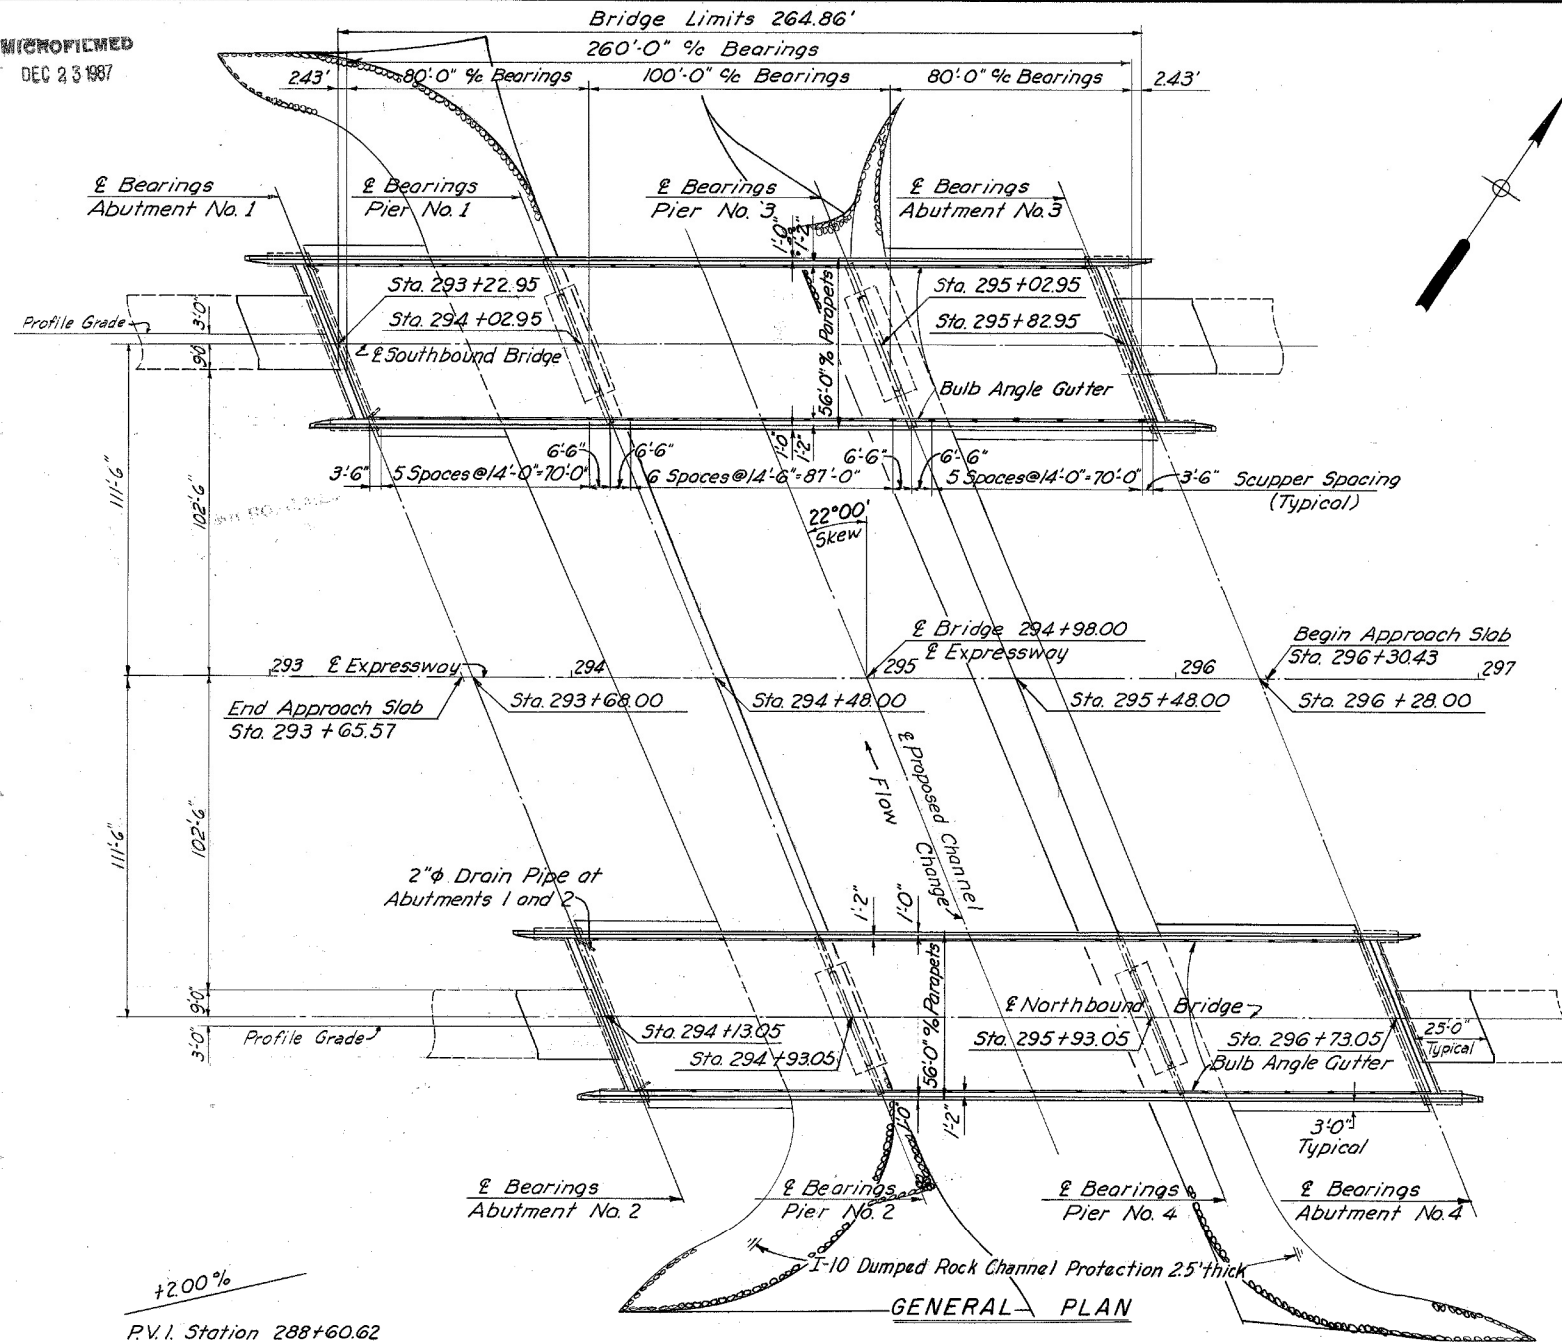 Bridge Limits 264.86'
MICROFILMED
DEC 23 1987
260'-0" c/c Bearings
2.43'
80'-0" c/c Bearings
100'-0" c/c Bearings
80'-0" c/c Bearings
2.43'
℄ Bearings
Abutment No. 1
℄ Bearings
Pier No. 1
℄ Bearings
Pier No. 3
℄ Bearings
Abutment No. 3
1'-0"
1'-2"
Sta. 293+22.95
Sta. 294+02.95
Sta. 295+02.95
Sta. 295+82.95
Profile Grade
3'-0"
9'-0"
℄ Southbound Bridge
56'-0" c/c Parapets
Bulb Angle Gutter
1'-0"
1'-2"
6'-6"
6'-6"
6'-6"
6'-6"
3'-6"
5 Spaces@14'-0"=70'-0"
6 Spaces@14'-6"=87'-0"
5 Spaces@14'-0"=70'-0"
3'-6"
Scupper Spacing
(Typical)
111'-6"
102'-6"
22°00'
Skew
℄ Bridge 294+98.00
℄ Expressway
Begin Approach Slab
Sta. 296+30.43
293
℄ Expressway
294
295
296
297
End Approach Slab
Sta. 293+65.57
Sta. 293+68.00
Sta. 294+48.00
Sta. 295+48.00
Sta. 296+28.00
Flow
℄ proposed Channel Change
111'-6"
102'-6"
2"φ Drain Pipe at
Abutments 1 and 2
1'-2"
1'-0"
56'-0" c/c Parapets
9'-0"
3'-0"
Profile Grade
℄ Northbound Bridge
Sta. 294+13.05
Sta. 294+93.05
Sta. 295+93.05
Sta. 296+73.05
25'-0"
Typical
Bulb Angle Gutter
1'-0"
1'-2"
3'-0"
Typical
℄ Bearings
Abutment No. 2
℄ Bearings
Pier No. 2
℄ Bearings
Pier No. 4
℄ Bearings
Abutment No. 4
I-10 Dumped Rock Channel Protection 2.5' thick
GENERAL PLAN
+2.00%
P.V.I. Station 288+60.62